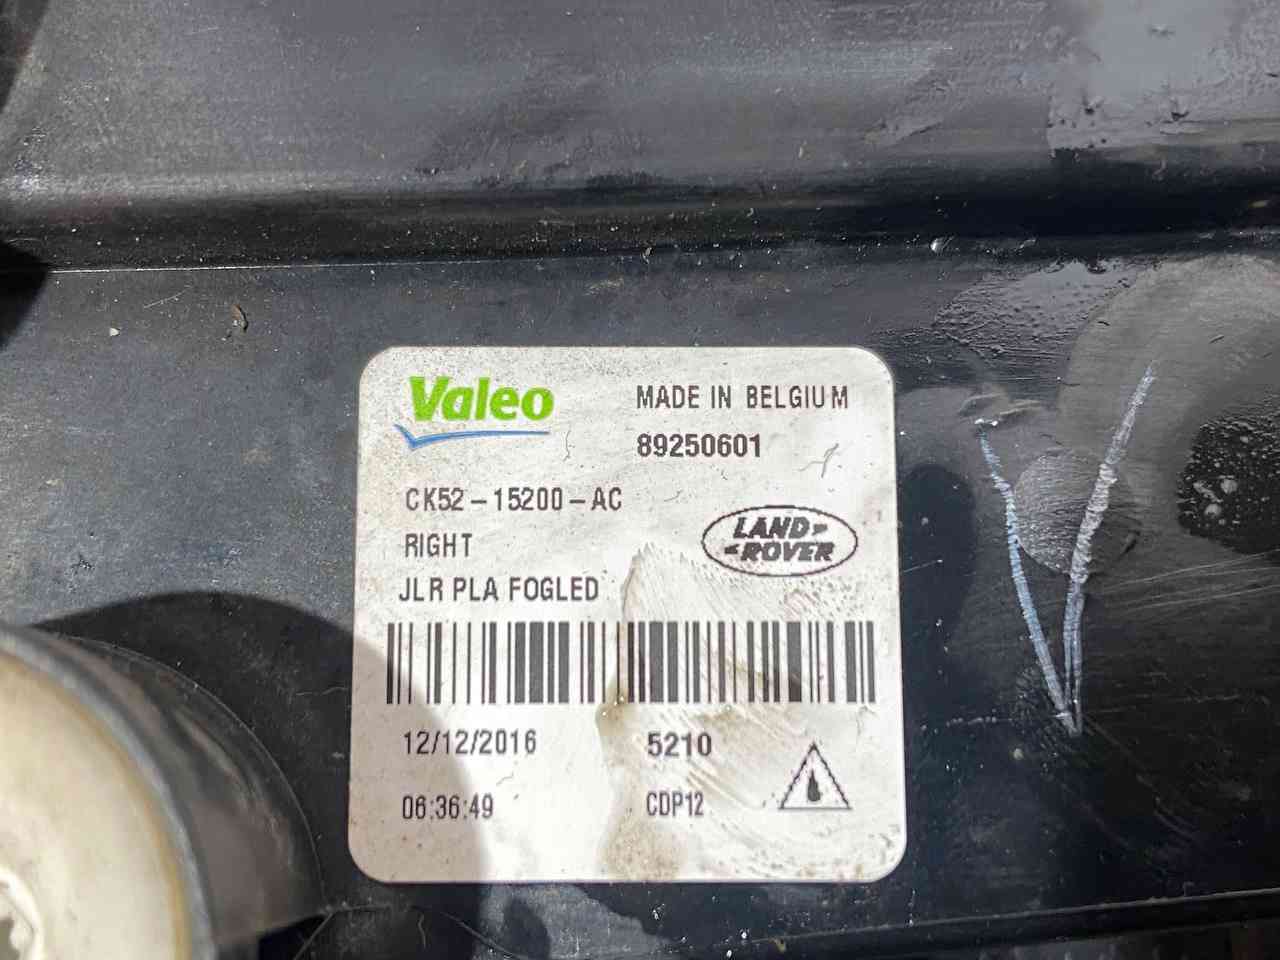 Valeo
MADE IN BELGIUM
89250601
CK52-15200-AC
RIGHT
LAND
ROVER
JLR PLA FOGLED
12/12/2016
5210
06:36:49
CDP12